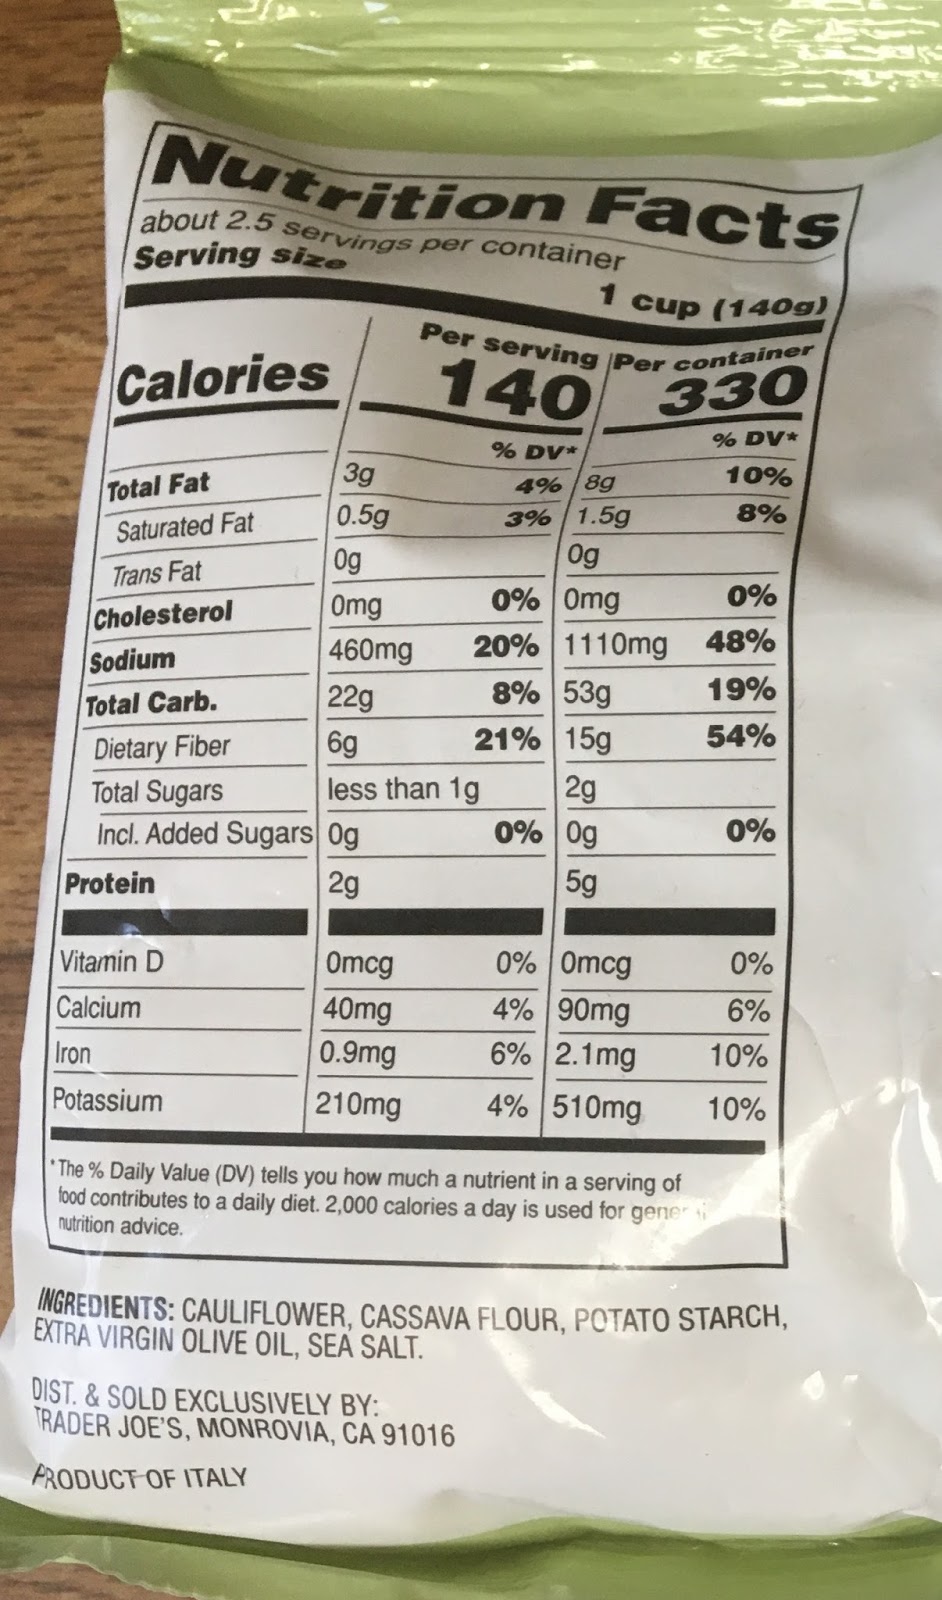 Nutrition Facts
about 2.5 servings per container
Serving size 1 cup (140g)
Per serving Per container
Calories 140 330
% DV* % DV*
Total Fat 3g 4% 8g 10%
Saturated Fat 0.5g 3% 1.5g 8%
Trans Fat 0g 0g
Cholesterol 0mg 0% 0mg 0%
Sodium 460mg 20% 1110mg 48%
Total Carb. 22g 8% 53g 19%
Dietary Fiber 6g 21% 15g 54%
Total Sugars less than 1g 2g
Incl. Added Sugars 0g 0% 0g 0%
Protein 2g 5g
Vitamin D 0mcg 0% 0mcg 0%
Calcium 40mg 4% 90mg 6%
Iron 0.9mg 6% 2.1mg 10%
Potassium 210mg 4% 510mg 10%
*The % Daily Value (DV) tells you how much a nutrient in a serving of
food contributes to a daily diet. 2,000 calories a day is used for
nutrition advice.
INGREDIENTS: CAULIFLOWER, CASSAVA FLOUR, POTATO STARCH,
EXTRA VIRGIN OLIVE OIL, SEA SALT.
DIST. & SOLD EXCLUSIVELY BY:
TRADER JOE'S, MONROVIA, CA 91016
PRODUCT OF ITALY